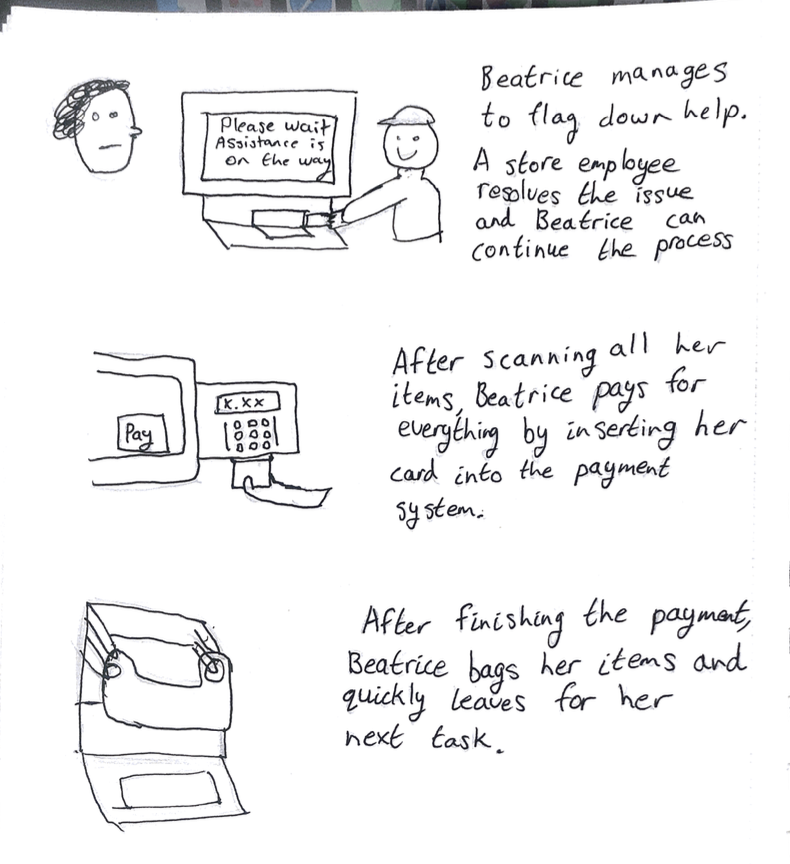 Please wait
Assistance is
on the way
Beatrice manages
to flag down help.
A store employee
resolves the issue
and Beatrice can
continue the process
Pay
x.xx
After scanning all her
items, Beatrice pays for
everything by inserting her
card into the payment
system.
After finishing the payment,
Beatrice bags her items and
quickly leaves for her
next task.